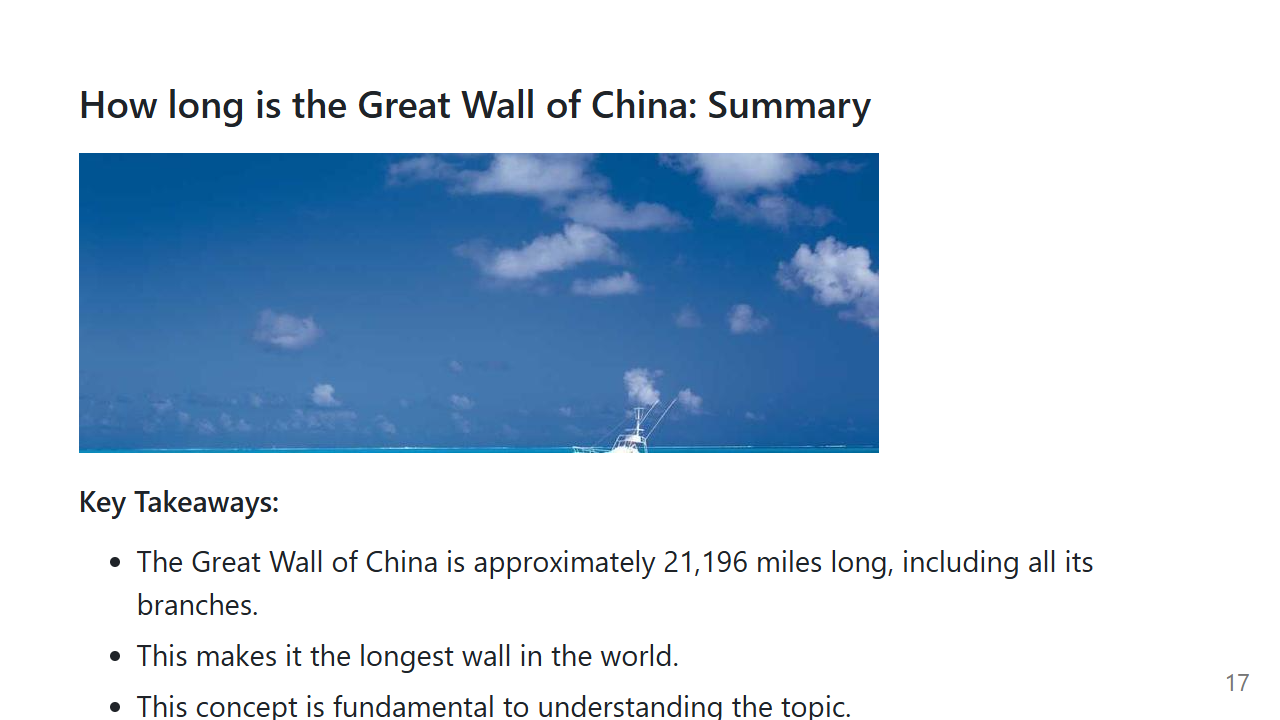 How long is the Great Wall of China: Summary
Key Takeaways:
The Great Wall of China is approximately 21,196 miles long, including all its
branches.
This makes it the longest wall in the world.
This concept is fundamental to understanding the topic.
17